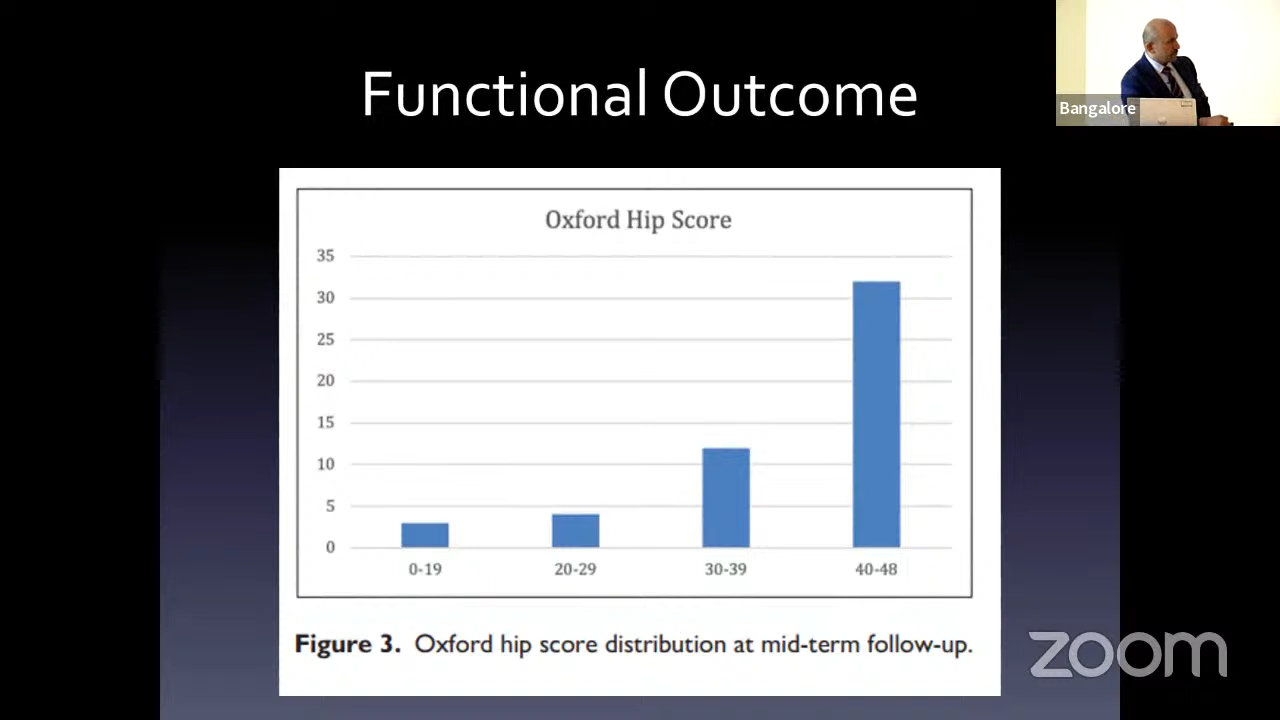 Functional Outcome
Bangalore
Oxford Hip Score
35
30
25
20
15
10
5
0
0-19 20-29 30-39 40-48
Figure 3. Oxford hip score distribution at mid-term follow-up.
zoom